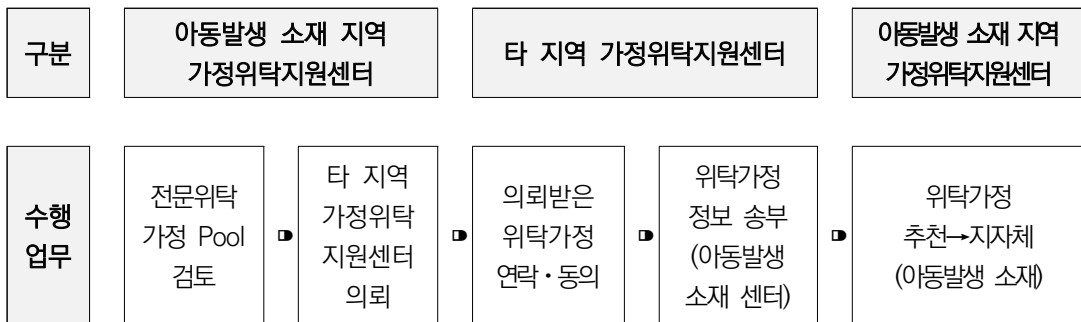 구분
아동발생 소재 지역
가정위탁지원센터
타 지역 가정위탁지원센터
아동발생 소재 지역
가정위탁지원센터
수행
업무
전문위탁
가정 Pool
검토
타 지역
가정위탁
지원센터
의뢰
의뢰받은
위탁가정
연락・동의
위탁가정
정보 송부
(아동발생
소재 센터)
위탁가정
추천→지자체
(아동발생 소재)